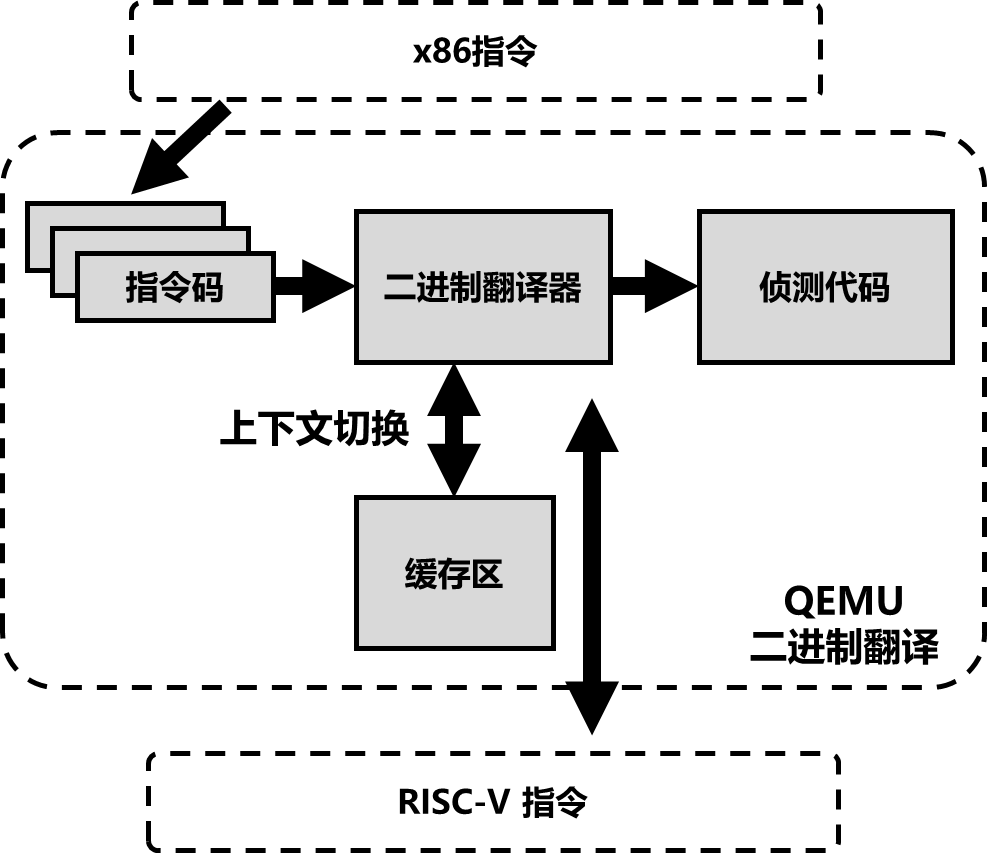 x86指令
指令码
二进制翻译器
侦测代码
上下文切换
缓存区
QEMU
二进制翻译
RISC-V 指令